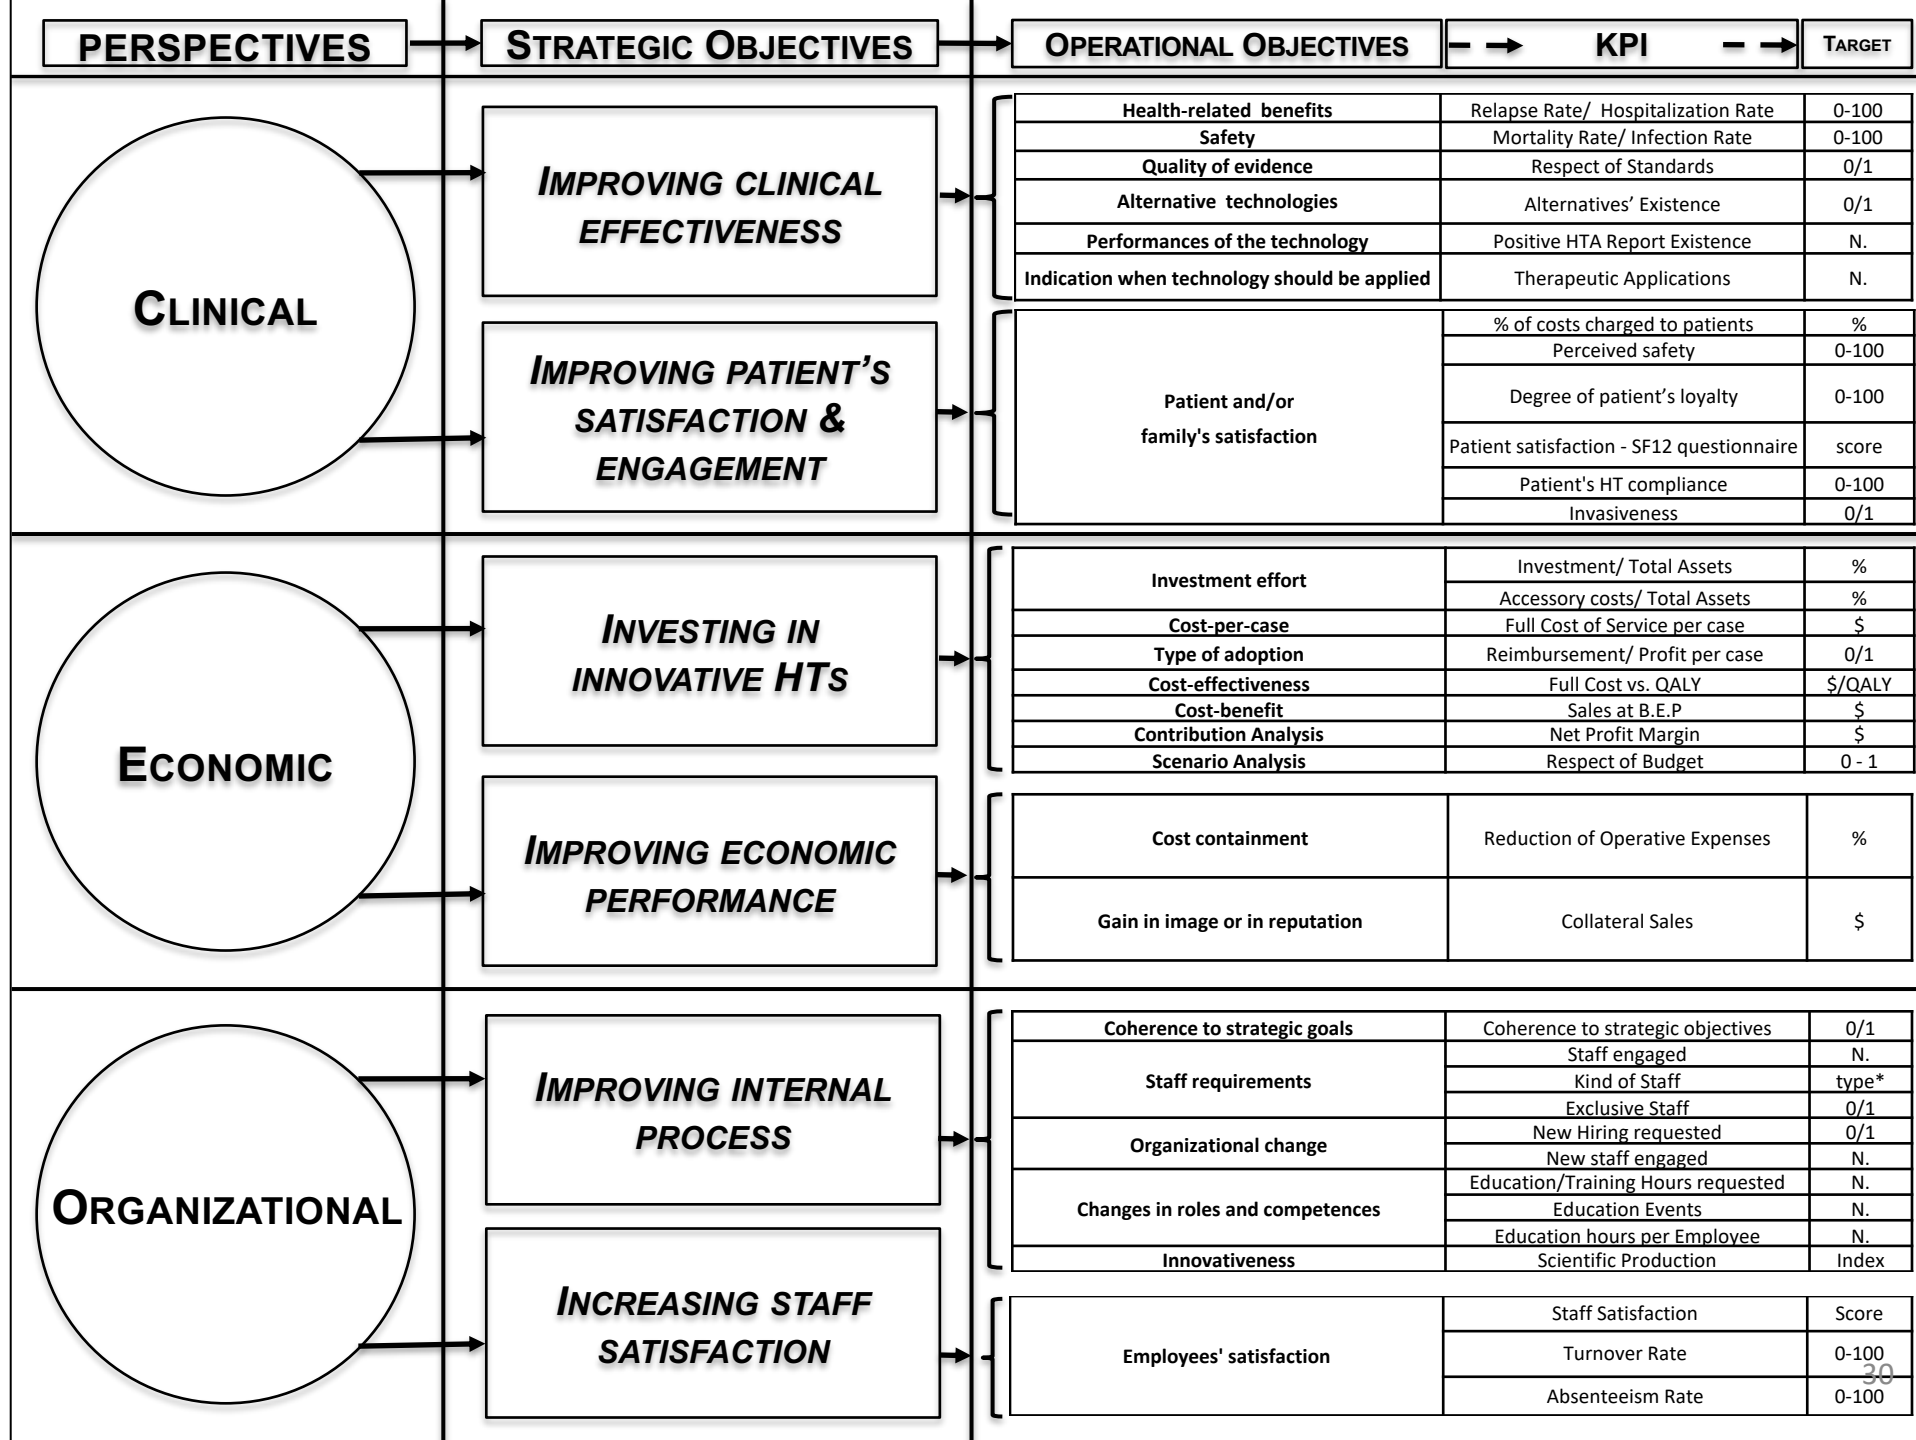 PERSPECTIVES
STRATEGIC OBJECTIVES
OPERATIONAL OBJECTIVES
KPI
TARGET
CLINICAL
IMPROVING CLINICAL
EFFECTIVENESS
Health-related benefits
Relapse Rate/ Hospitalization Rate
0-100
Safety
Mortality Rate/ Infection Rate
0-100
Quality of evidence
Respect of Standards
0/1
Alternative technologies
Alternatives’ Existence
0/1
Performances of the technology
Positive HTA Report Existence
N.
Indication when technology should be applied
Therapeutic Applications
N.
IMPROVING PATIENT’S
SATISFACTION &
ENGAGEMENT
Patient and/or
family's satisfaction
% of costs charged to patients
%
Perceived safety
0-100
Degree of patient’s loyalty
0-100
Patient satisfaction - SF12 questionnaire
score
Patient's HT compliance
0-100
Invasiveness
0/1
ECONOMIC
INVESTING IN
INNOVATIVE HTS
Investment effort
Investment/ Total Assets
%
Accessory costs/ Total Assets
%
Cost-per-case
Full Cost of Service per case
$
Type of adoption
Reimbursement/ Profit per case
0/1
Cost-effectiveness
Full Cost vs. QALY
$/QALY
Cost-benefit
Sales at B.E.P
$
Contribution Analysis
Net Profit Margin
$
Scenario Analysis
Respect of Budget
0 - 1
IMPROVING ECONOMIC
PERFORMANCE
Cost containment
Reduction of Operative Expenses
%
Gain in image or in reputation
Collateral Sales
$
ORGANIZATIONAL
IMPROVING INTERNAL
PROCESS
Coherence to strategic goals
Coherence to strategic objectives
0/1
Staff requirements
Staff engaged
N.
Kind of Staff
type*
Exclusive Staff
0/1
Organizational change
New Hiring requested
0/1
New staff engaged
N.
Changes in roles and competences
Education/Training Hours requested
N.
Education Events
N.
Education hours per Employee
N.
Innovativeness
Scientific Production
Index
INCREASING STAFF
SATISFACTION
Employees' satisfaction
Staff Satisfaction
Score
Turnover Rate
0-100
Absenteeism Rate
0-100
30